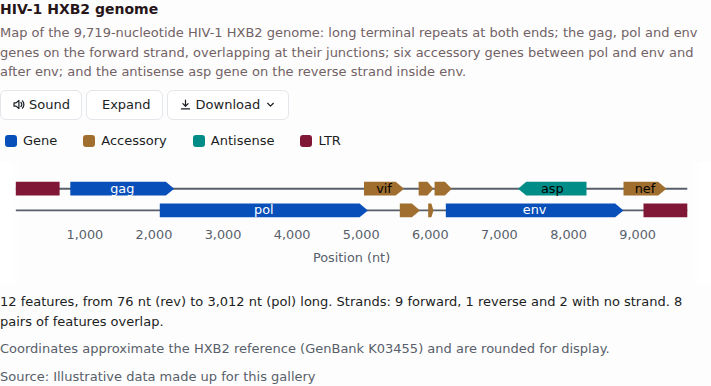 HIV-1 HXB2 genome
Map of the 9,719-nucleotide HIV-1 HXB2 genome: long terminal repeats at both ends; the gag, pol and env
genes on the forward strand, overlapping at their junctions; six accessory genes between pol and env and
after env; and the antisense asp gene on the reverse strand inside env.
Sound Expand Download
Gene Accessory Antisense LTR
gag vif asp nef
pol env
1,000 2,000 3,000 4,000 5,000 6,000 7,000 8,000 9,000
Position (nt)
12 features, from 76 nt (rev) to 3,012 nt (pol) long. Strands: 9 forward, 1 reverse and 2 with no strand. 8
pairs of features overlap.
Coordinates approximate the HXB2 reference (GenBank K03455) and are rounded for display.
Source: Illustrative data made up for this gallery